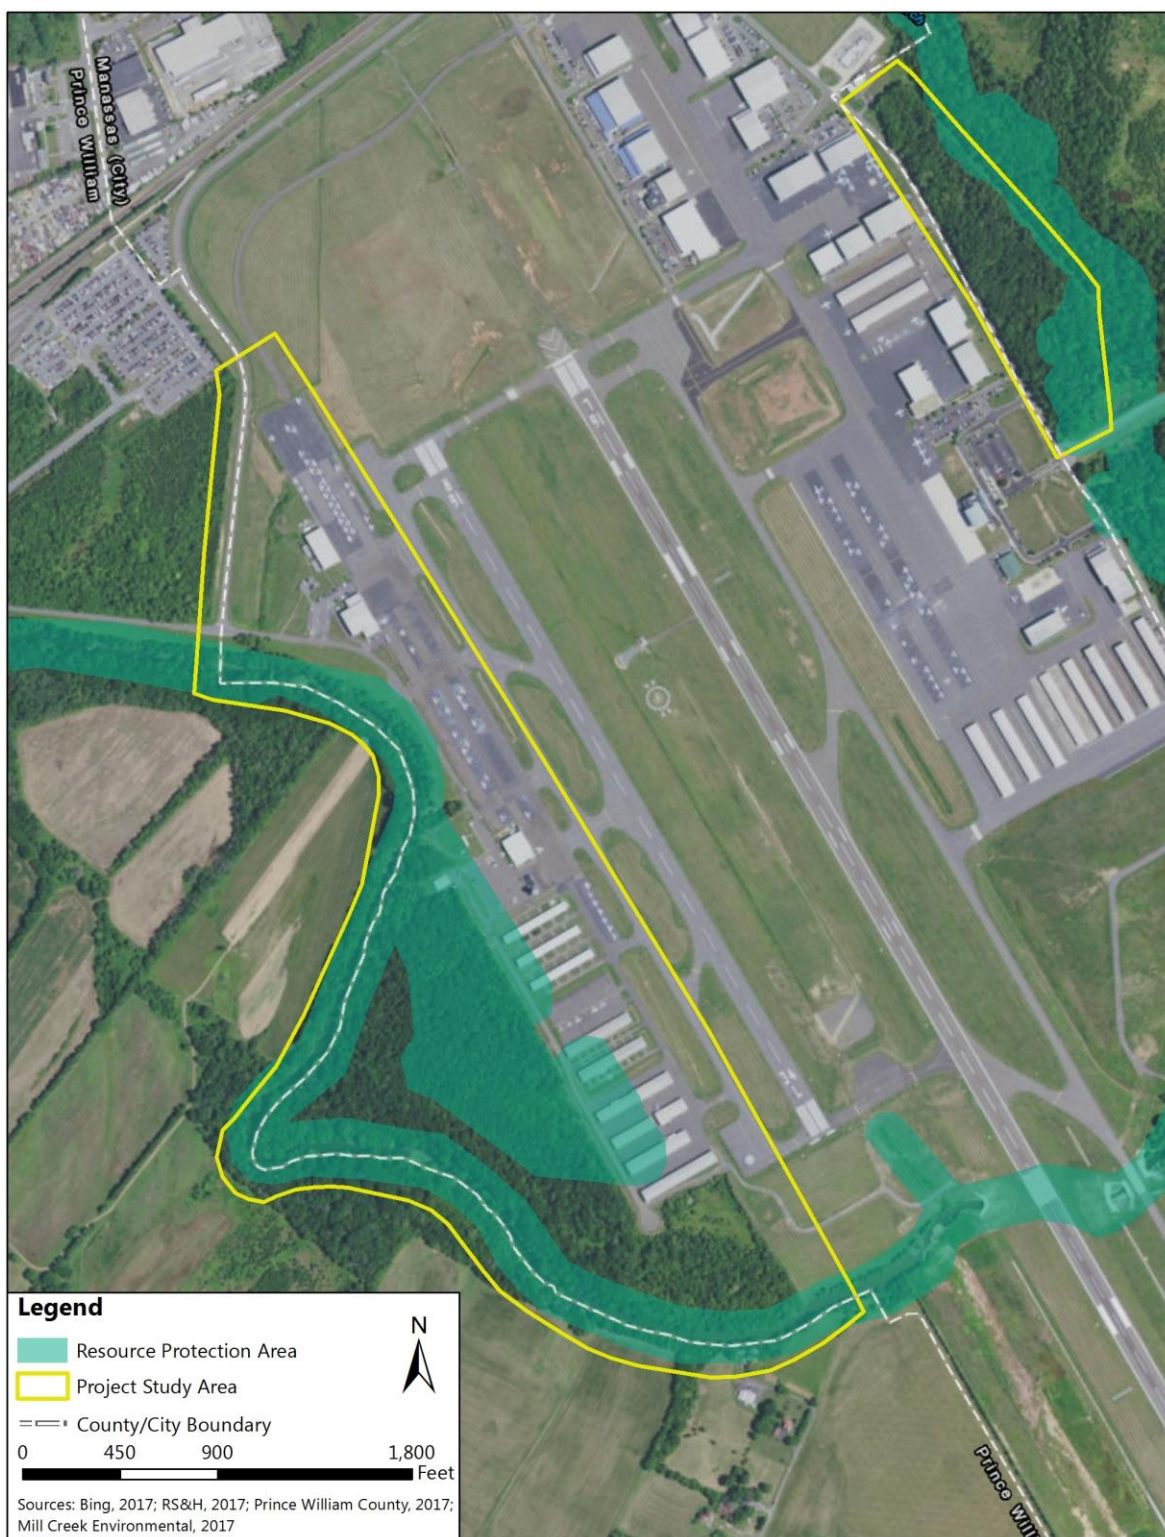 Manassas (City)
Prince William
Legend
Resource Protection Area
Project Study Area
County/City Boundary
N
0 450 900 1,800
Feet
Sources: Bing, 2017; RS&H, 2017; Prince William County, 2017;
Mill Creek Environmental, 2017
Prince Will